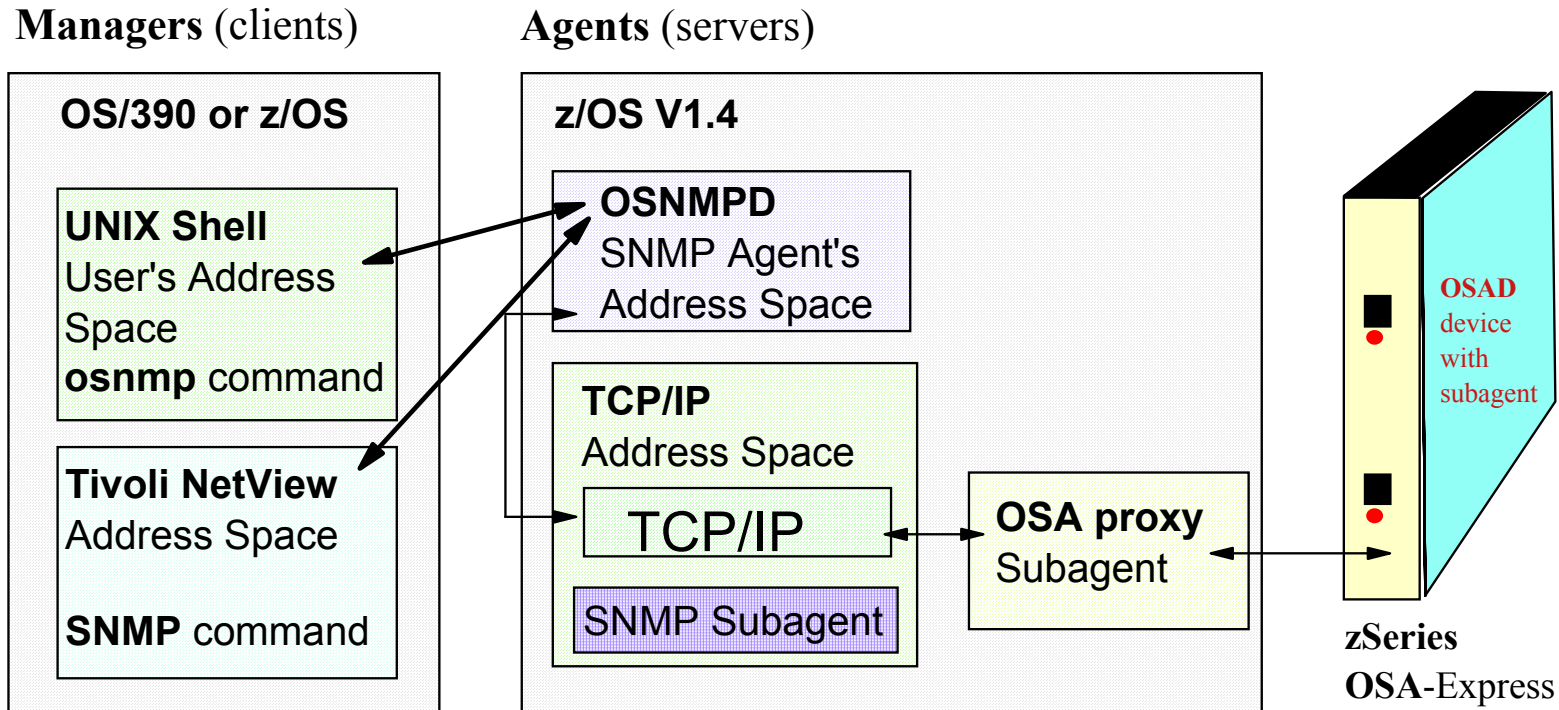 Managers (clients)
Agents (servers)
OS/390 or z/OS
UNIX Shell
User's Address
Space
osnmp command
Tivoli NetView
Address Space
SNMP command
z/OS V1.4
OSNMPD
SNMP Agent's
Address Space
TCP/IP
Address Space
TCP/IP
SNMP Subagent
OSA proxy
Subagent
OSAD
device
with
subagent
zSeries
OSA-Express